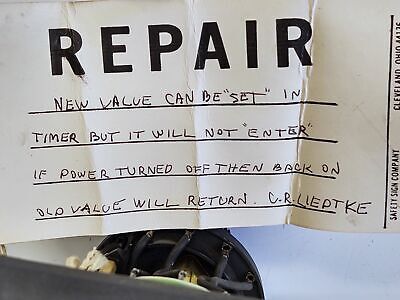 REPAIR
NEW VALUE CAN BE "SET" IN
TIMER BUT IT WILL NOT "ENTER"
IF POWER TURNED OFF THEN BACK ON
OLD VALUE WILL RETURN. C.R. LIEPTKE
SAFETY SIGN COMPANY
CLEVELAND, OHIO 44126